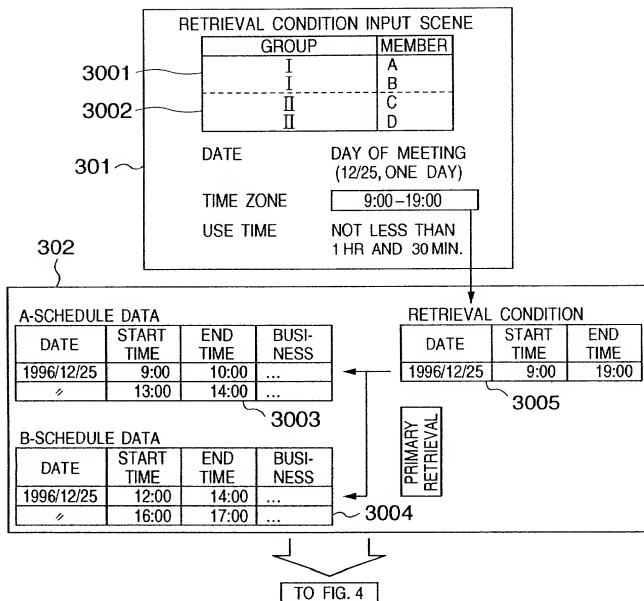 RETRIEVAL CONDITION INPUT SCENE
GROUP MEMBER
3001
I A
I B
3002
II C
II D
301
DATE DAY OF MEETING
(12/25, ONE DAY)
TIME ZONE 9:00–19:00
USE TIME NOT LESS THAN
1 HR AND 30 MIN.
302
A-SCHEDULE DATA
DATE START TIME END TIME BUSI-NESS
1996/12/25 9:00 10:00 ...
〃 13:00 14:00 ...
3003
RETRIEVAL CONDITION
DATE START TIME END TIME
1996/12/25 9:00 19:00
3005
PRIMARY
RETRIEVAL
B-SCHEDULE DATA
DATE START TIME END TIME BUSI-NESS
1996/12/25 12:00 14:00 ...
〃 16:00 17:00 ...
3004
TO FIG. 4